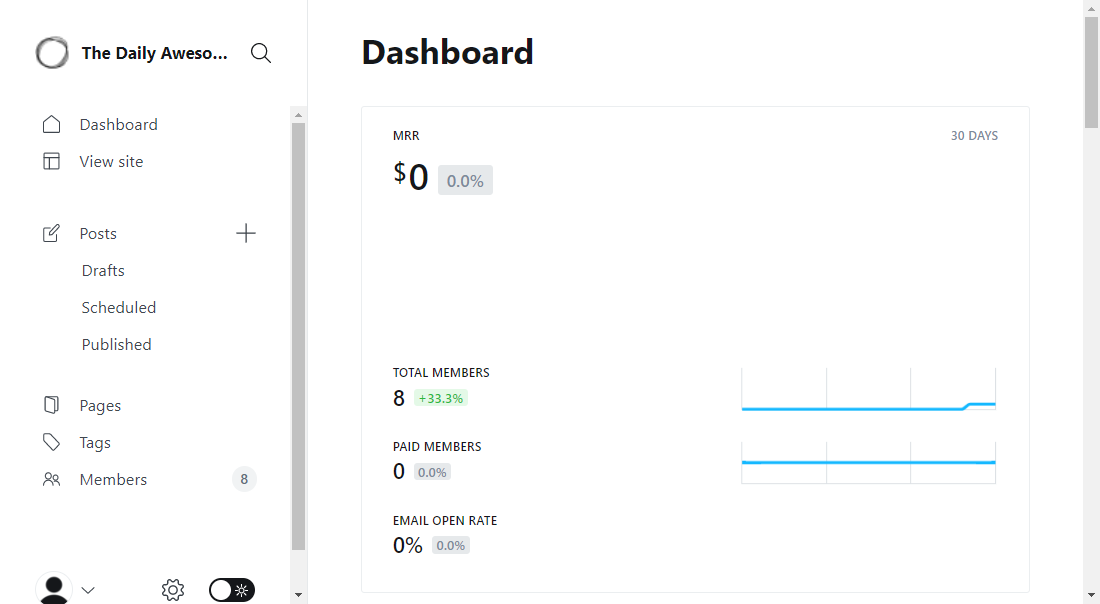 The Daily Aweso...
Dashboard
View site
Posts
Drafts
Scheduled
Published
Pages
Tags
Members 8
Dashboard
MRR 30 DAYS
$0 0.0%
TOTAL MEMBERS
8 +33.3%
PAID MEMBERS
0 0.0%
EMAIL OPEN RATE
0% 0.0%